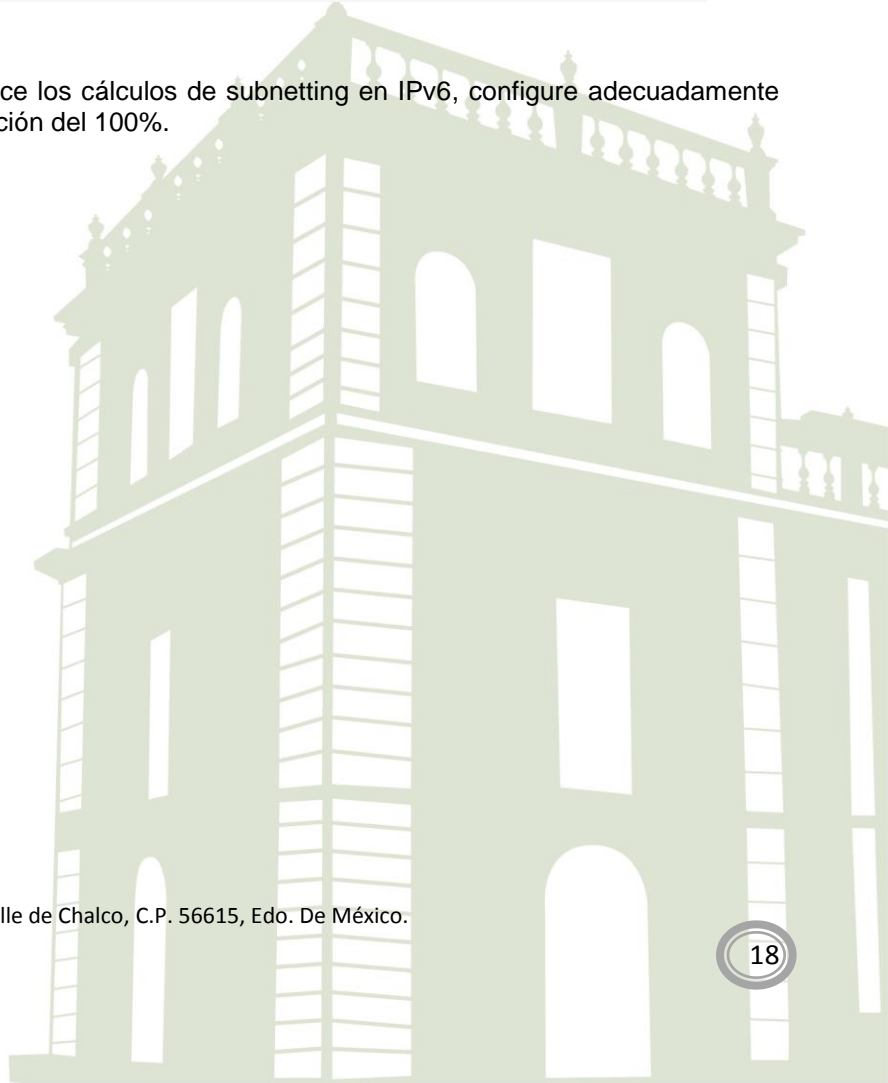 ce los cálculos de subnetting en IPv6, configure adecuadamente
ción del 100%.
lle de Chalco, C.P. 56615, Edo. De México.
18